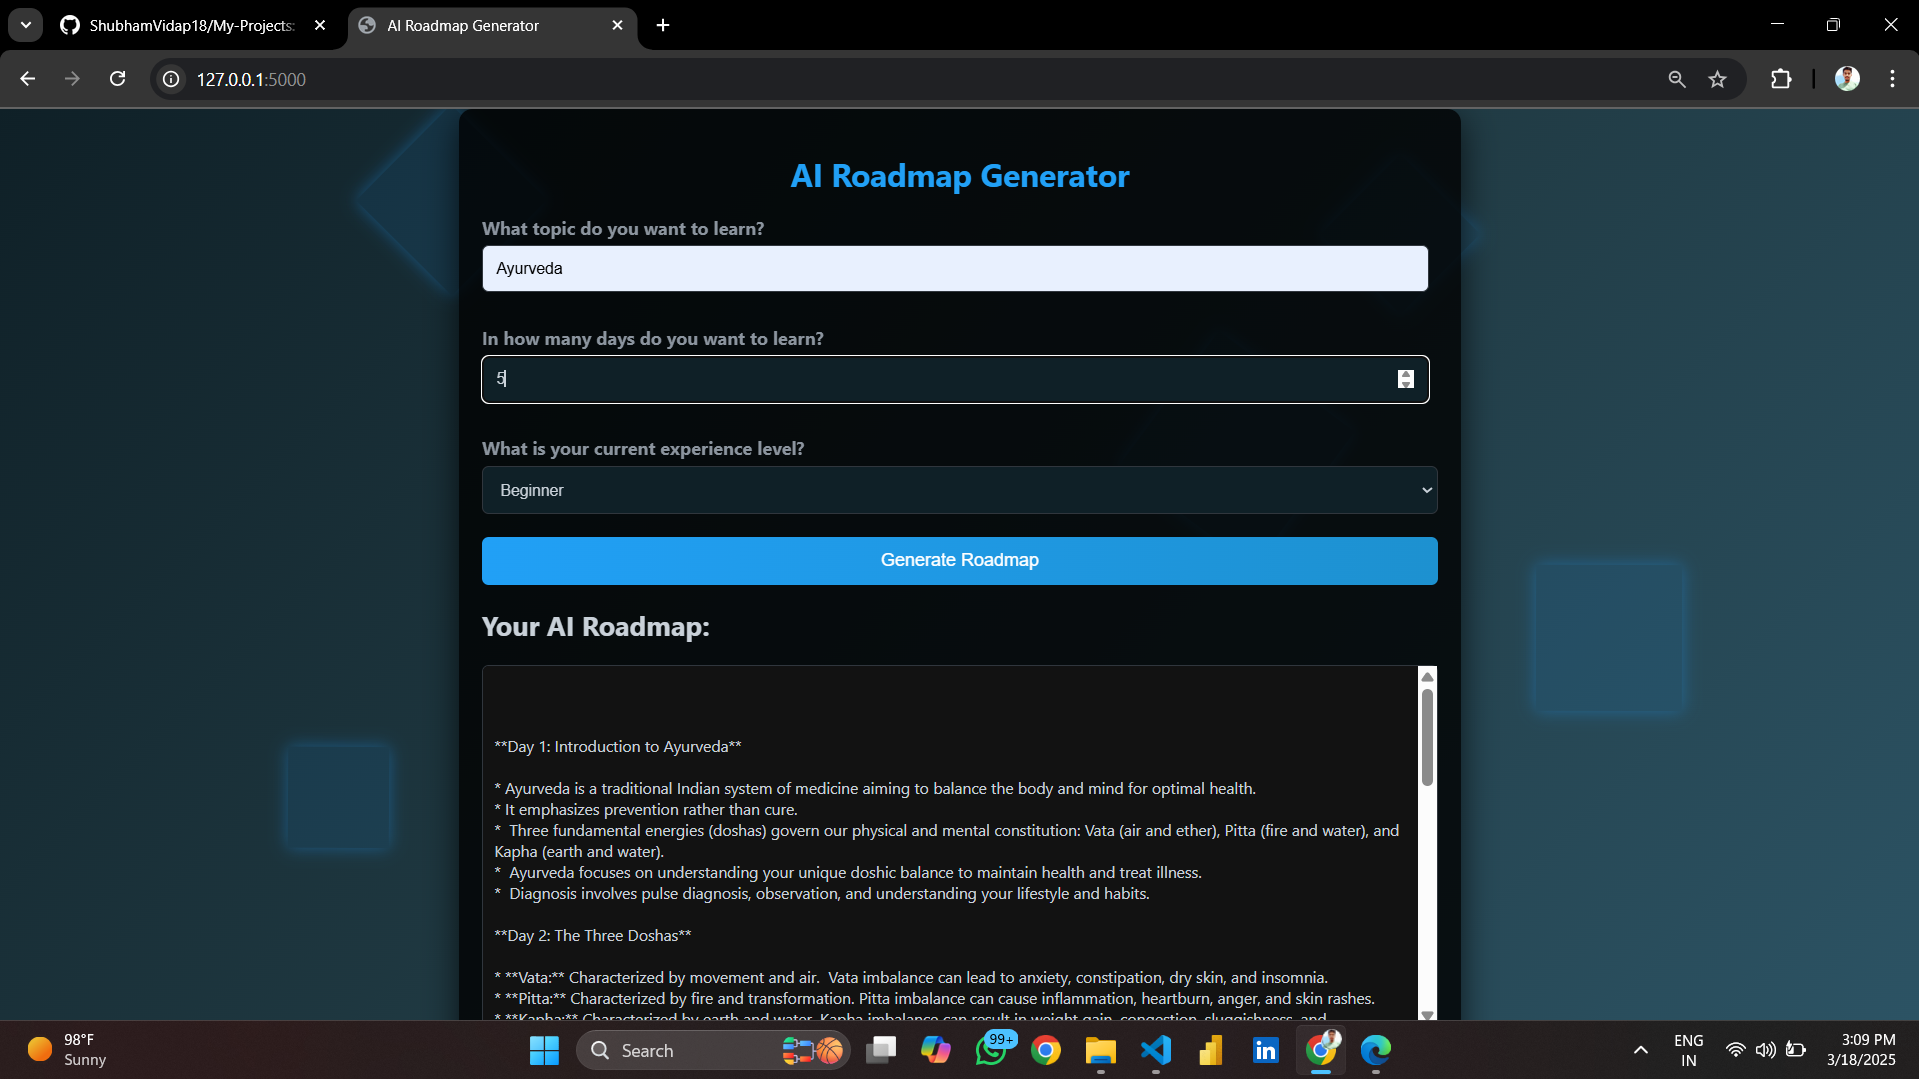 ShubhamVidap18/My-Projects:
AI Roadmap Generator
127.0.0.1:5000
AI Roadmap Generator
What topic do you want to learn?
Ayurveda
In how many days do you want to learn?
5
What is your current experience level?
Beginner
Generate Roadmap
Your AI Roadmap:
**Day 1: Introduction to Ayurveda**
* Ayurveda is a traditional Indian system of medicine aiming to balance the body and mind for optimal health.
* It emphasizes prevention rather than cure.
*  Three fundamental energies (doshas) govern our physical and mental constitution: Vata (air and ether), Pitta (fire and water), and
Kapha (earth and water).
*  Ayurveda focuses on understanding your unique doshic balance to maintain health and treat illness.
*  Diagnosis involves pulse diagnosis, observation, and understanding your lifestyle and habits.
**Day 2: The Three Doshas**
* **Vata:** Characterized by movement and air.  Vata imbalance can lead to anxiety, constipation, dry skin, and insomnia.
* **Pitta:** Characterized by fire and transformation. Pitta imbalance can cause inflammation, heartburn, anger, and skin rashes.
* **Kapha:** Characterized by earth and water. Kapha imbalance can result in weight gain, congestion, sluggishness, and
98°F
Sunny
Search
99+
in
ENG
IN
3:09 PM
3/18/2025